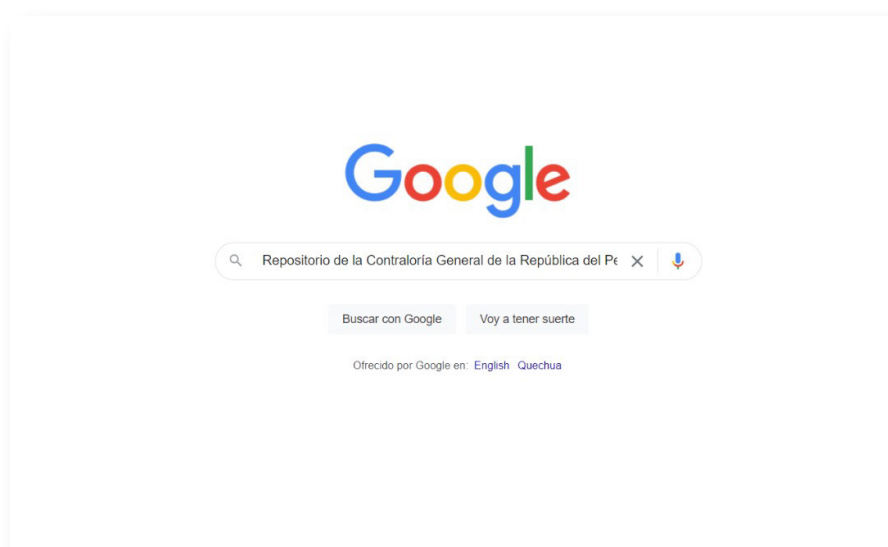 Google
Repositorio de la Contraloría General de la República del Pe
Buscar con Google Voy a tener suerte
Ofrecido por Google en: English Quechua